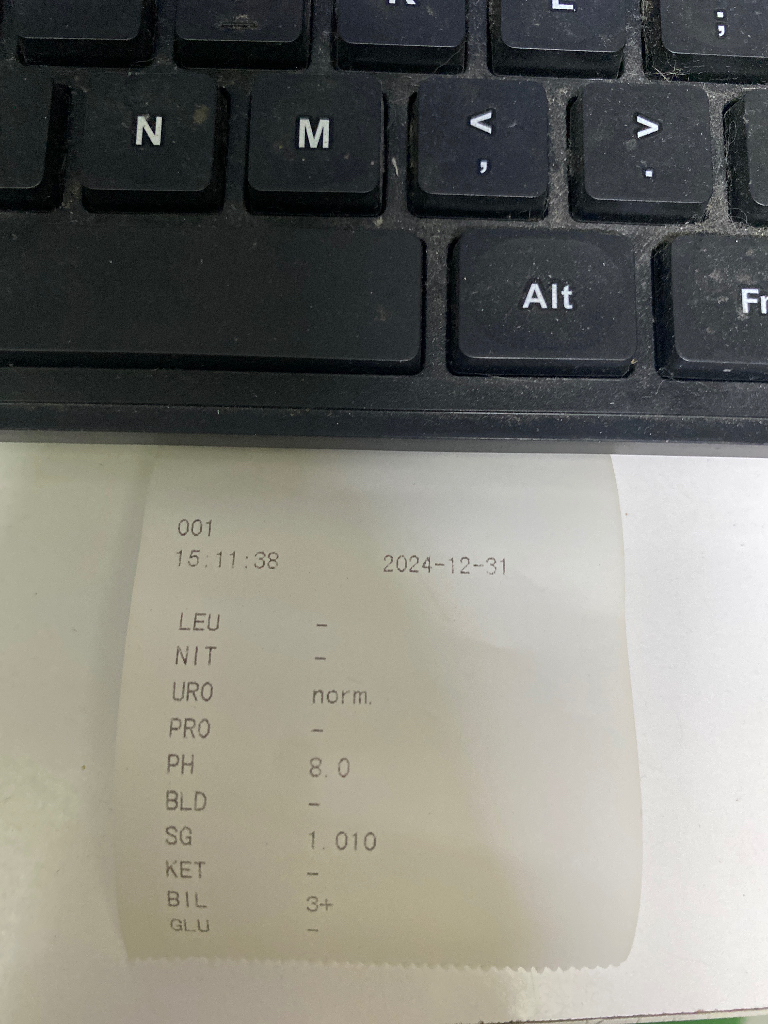 K L ;
N M < , > .
Alt
001
15:11:38 2024-12-31
LEU -
NIT -
URO norm.
PRO -
PH 8.0
BLD -
SG 1.010
KET -
BIL 3+
GLU -